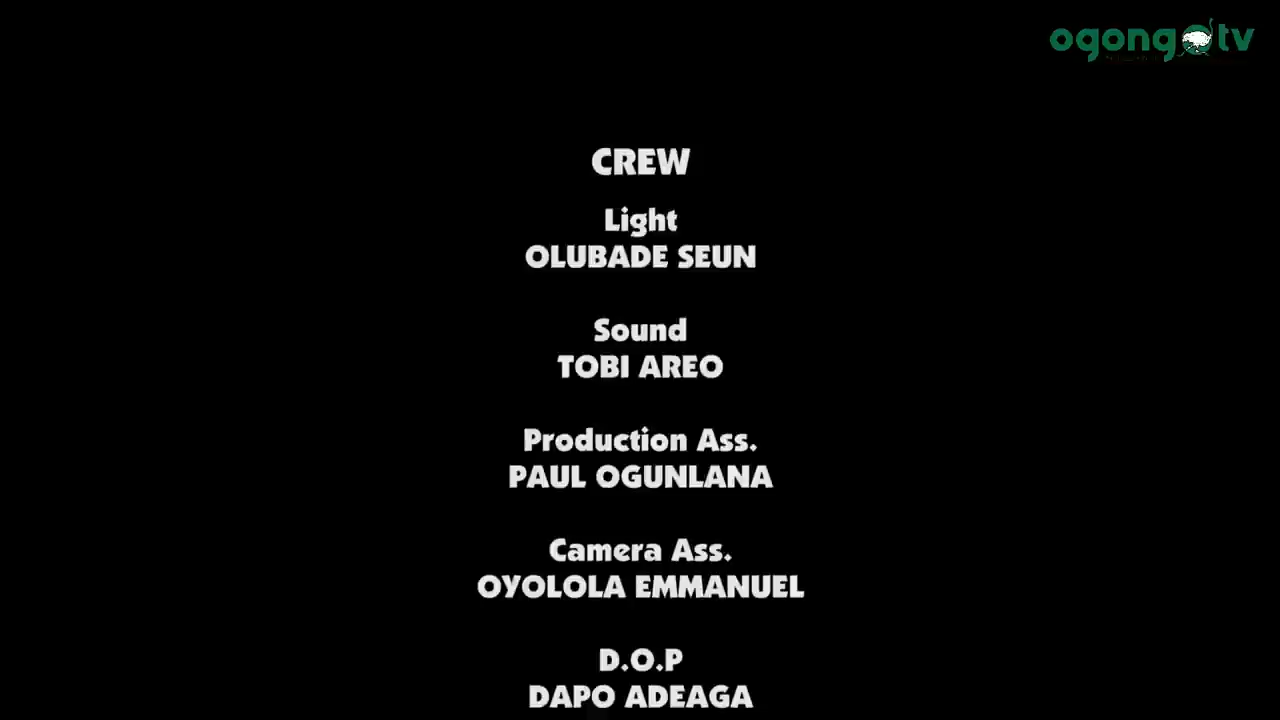 ogongotv
CREW
Light
OLUBADE SEUN
Sound
TOBI AREO
Production Ass.
PAUL OGUNLANA
Camera Ass.
OYOLOLA EMMANUEL
D.O.P
DAPO ADEAGA